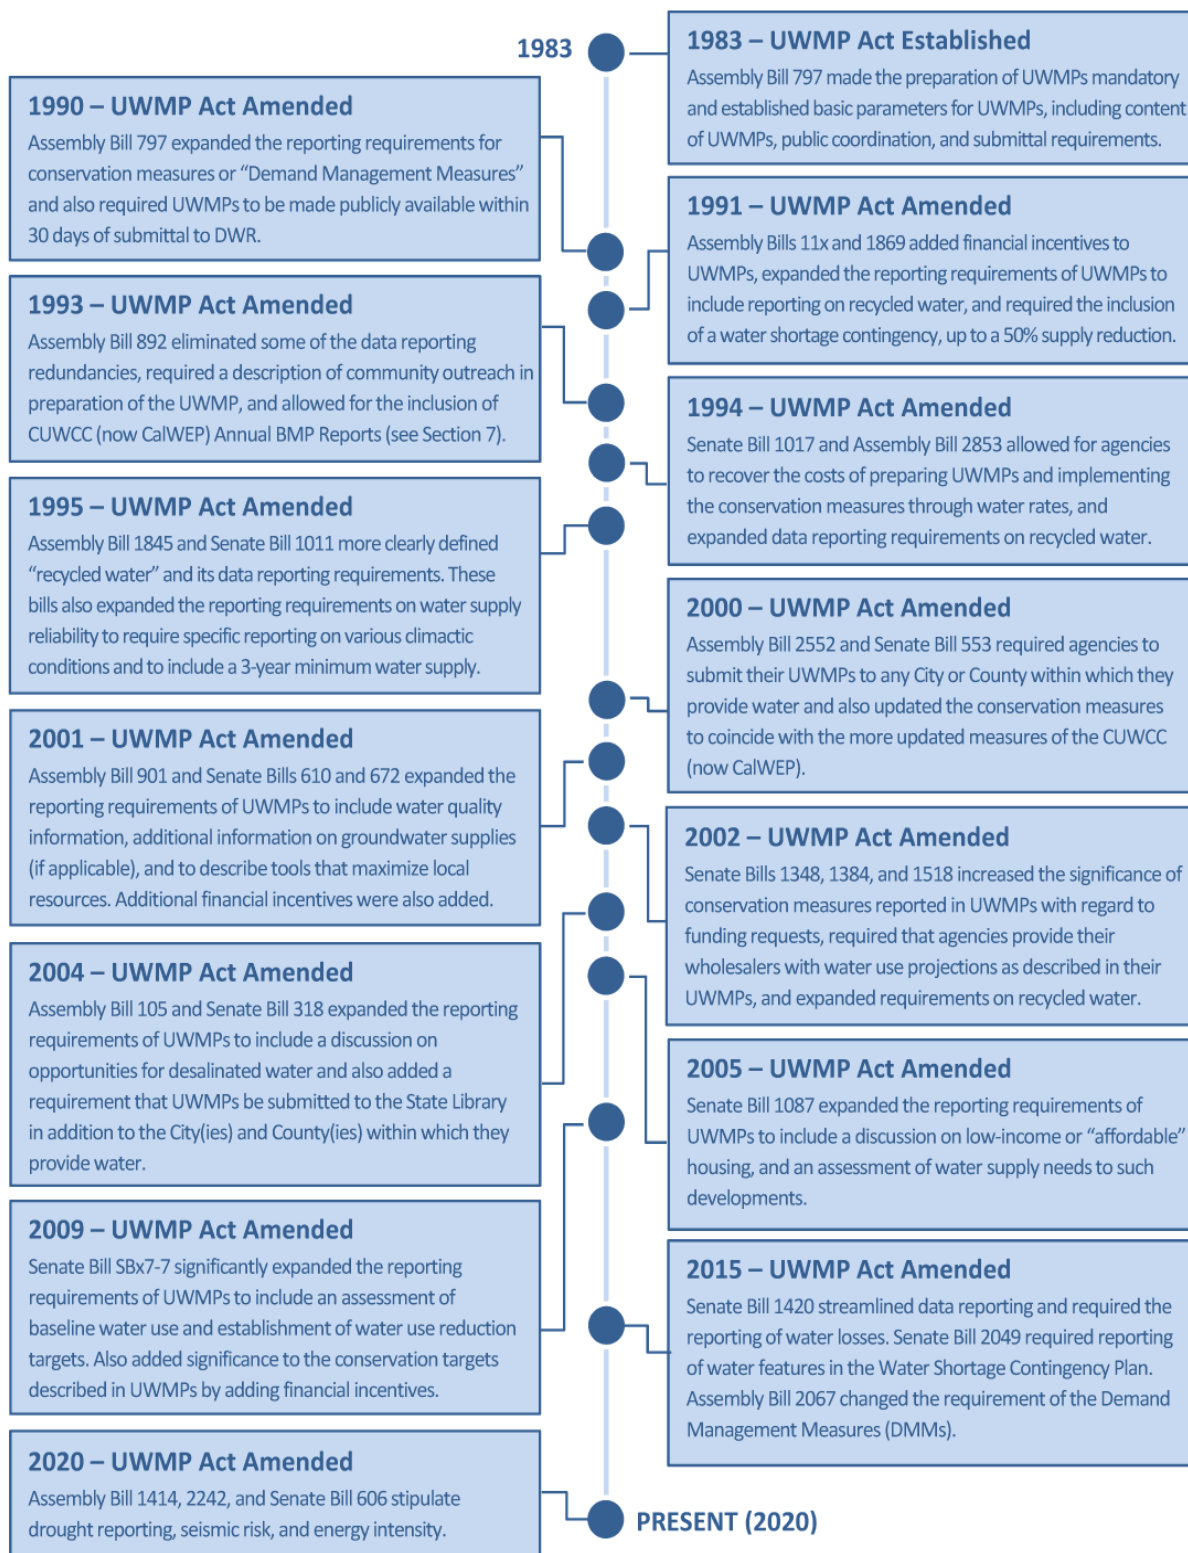 1983
1983 – UWMP Act Established
Assembly Bill 797 made the preparation of UWMPs mandatory
and established basic parameters for UWMPs, including content
of UWMPs, public coordination, and submittal requirements.
1990 – UWMP Act Amended
Assembly Bill 797 expanded the reporting requirements for
conservation measures or “Demand Management Measures”
and also required UWMPs to be made publicly available within
30 days of submittal to DWR.
1991 – UWMP Act Amended
Assembly Bills 11x and 1869 added financial incentives to
UWMPs, expanded the reporting requirements of UWMPs to
include reporting on recycled water, and required the inclusion
of a water shortage contingency, up to a 50% supply reduction.
1993 – UWMP Act Amended
Assembly Bill 892 eliminated some of the data reporting
redundancies, required a description of community outreach in
preparation of the UWMP, and allowed for the inclusion of
CUWCC (now CalWEP) Annual BMP Reports (see Section 7).
1994 – UWMP Act Amended
Senate Bill 1017 and Assembly Bill 2853 allowed for agencies
to recover the costs of preparing UWMPs and implementing
the conservation measures through water rates, and
expanded data reporting requirements on recycled water.
1995 – UWMP Act Amended
Assembly Bill 1845 and Senate Bill 1011 more clearly defined
“recycled water” and its data reporting requirements. These
bills also expanded the reporting requirements on water supply
reliability to require specific reporting on various climactic
conditions and to include a 3-year minimum water supply.
2000 – UWMP Act Amended
Assembly Bill 2552 and Senate Bill 553 required agencies to
submit their UWMPs to any City or County within which they
provide water and also updated the conservation measures
to coincide with the more updated measures of the CUWCC
(now CalWEP).
2001 – UWMP Act Amended
Assembly Bill 901 and Senate Bills 610 and 672 expanded the
reporting requirements of UWMPs to include water quality
information, additional information on groundwater supplies
(if applicable), and to describe tools that maximize local
resources. Additional financial incentives were also added.
2002 – UWMP Act Amended
Senate Bills 1348, 1384, and 1518 increased the significance of
conservation measures reported in UWMPs with regard to
funding requests, required that agencies provide their
wholesalers with water use projections as described in their
UWMPs, and expanded requirements on recycled water.
2004 – UWMP Act Amended
Assembly Bill 105 and Senate Bill 318 expanded the reporting
requirements of UWMPs to include a discussion on
opportunities for desalinated water and also added a
requirement that UWMPs be submitted to the State Library
in addition to the City(ies) and County(ies) within which they
provide water.
2005 – UWMP Act Amended
Senate Bill 1087 expanded the reporting requirements of
UWMPs to include a discussion on low-income or “affordable”
housing, and an assessment of water supply needs to such
developments.
2009 – UWMP Act Amended
Senate Bill SBx7-7 significantly expanded the reporting
requirements of UWMPs to include an assessment of
baseline water use and establishment of water use reduction
targets. Also added significance to the conservation targets
described in UWMPs by adding financial incentives.
2015 – UWMP Act Amended
Senate Bill 1420 streamlined data reporting and required the
reporting of water losses. Senate Bill 2049 required reporting
of water features in the Water Shortage Contingency Plan.
Assembly Bill 2067 changed the requirement of the Demand
Management Measures (DMMs).
2020 – UWMP Act Amended
Assembly Bill 1414, 2242, and Senate Bill 606 stipulate
drought reporting, seismic risk, and energy intensity.
PRESENT (2020)